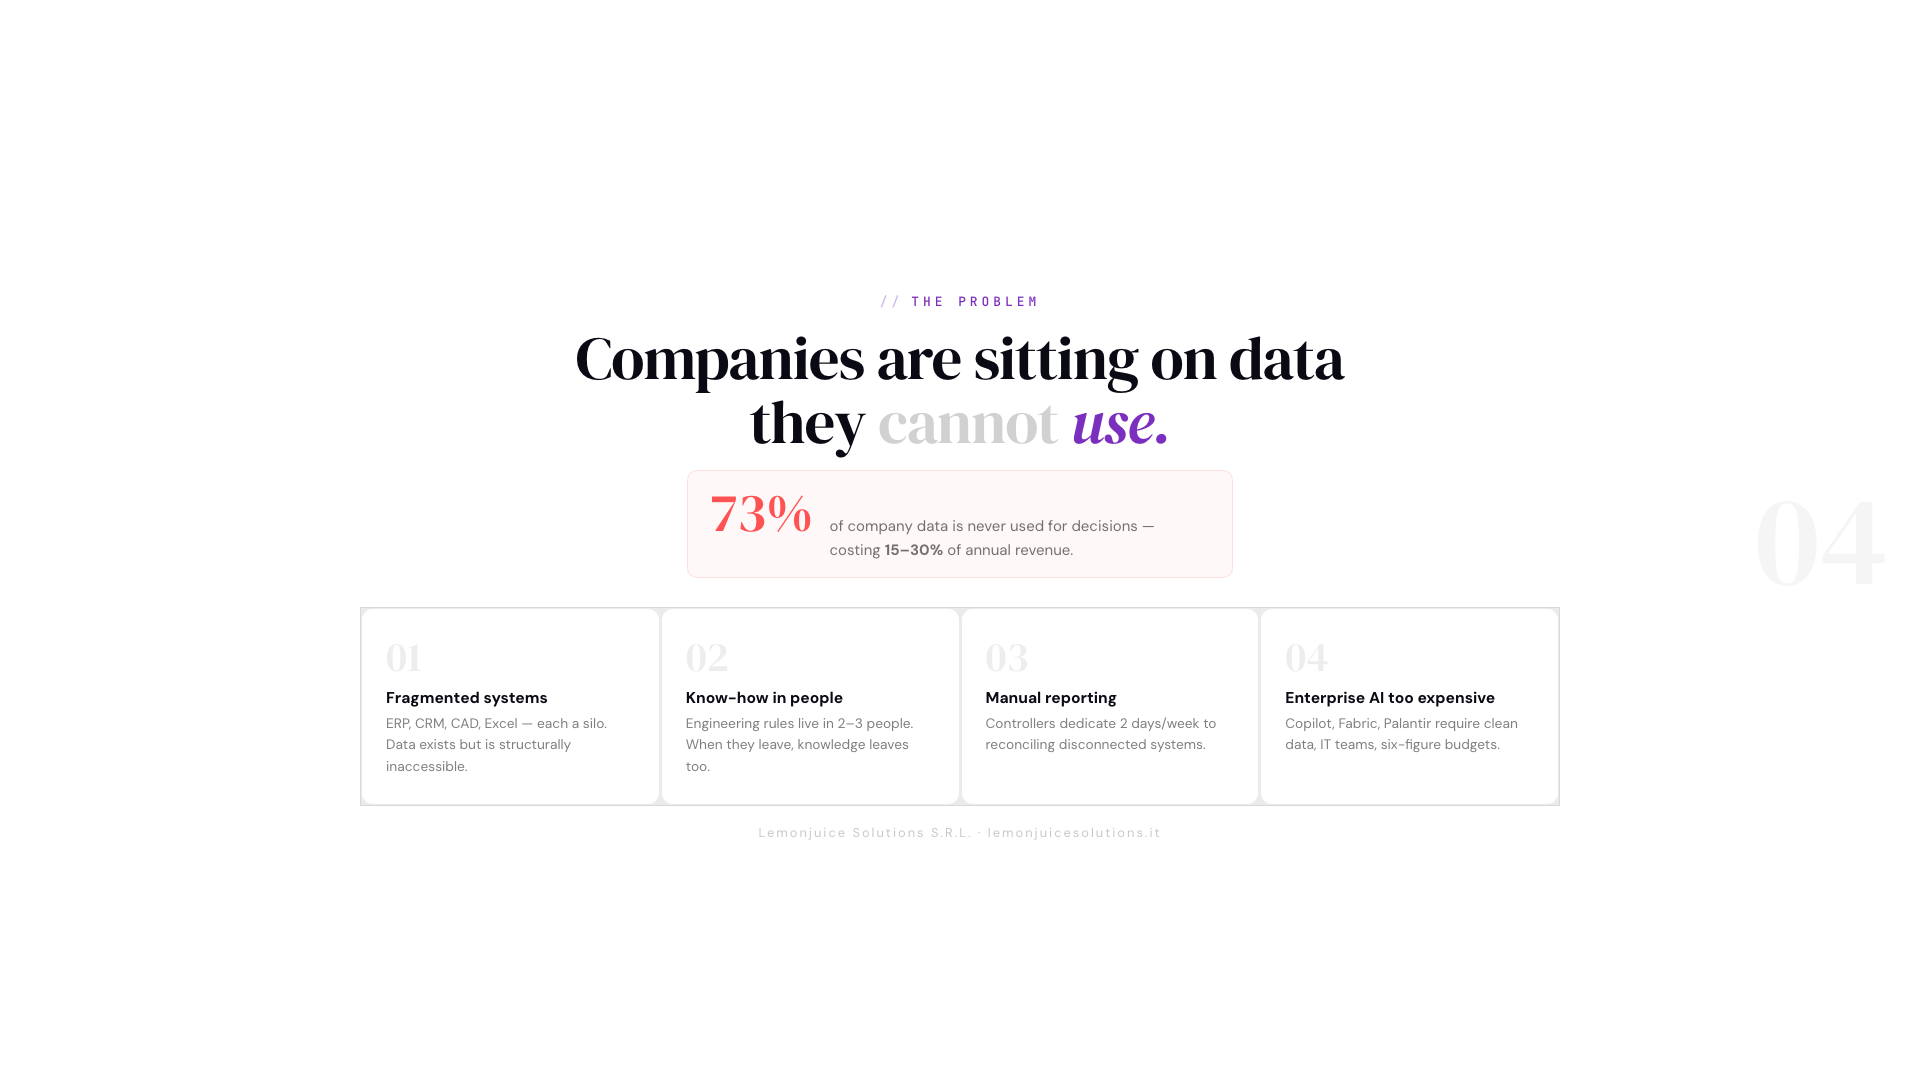 // THE PROBLEM
Companies are sitting on data
they cannot use.
73%
of company data is never used for decisions —
costing 15–30% of annual revenue.
04
01
Fragmented systems
ERP, CRM, CAD, Excel — each a silo.
Data exists but is structurally
inaccessible.
02
Know-how in people
Engineering rules live in 2–3 people.
When they leave, knowledge leaves
too.
03
Manual reporting
Controllers dedicate 2 days/week to
reconciling disconnected systems.
04
Enterprise AI too expensive
Copilot, Fabric, Palantir require clean
data, IT teams, six-figure budgets.
Lemonjuice Solutions S.R.L. · lemonjuicesolutions.it